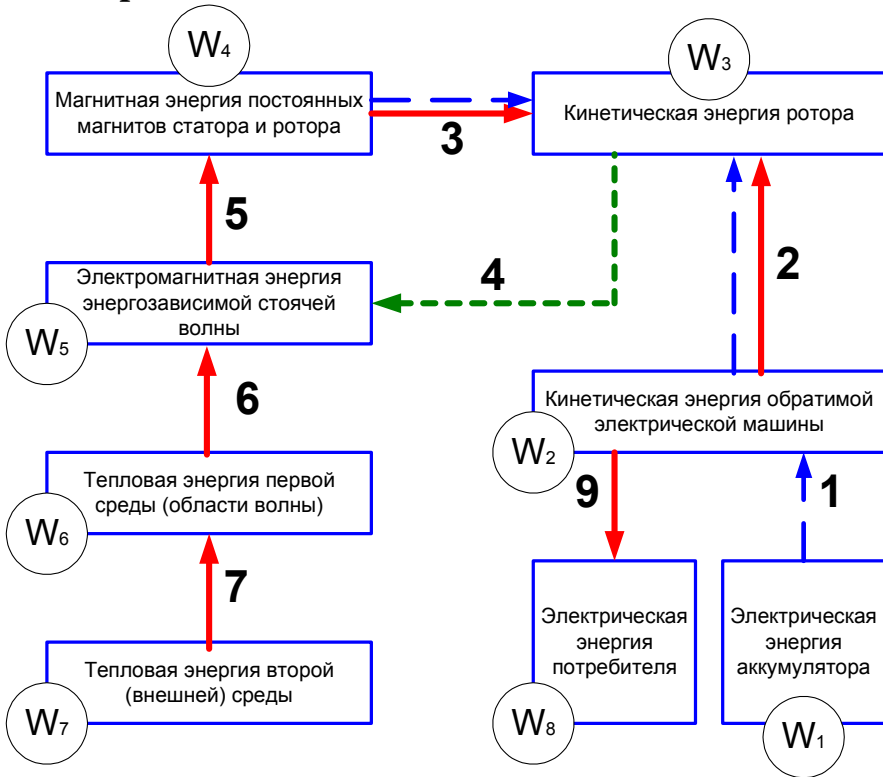 W4
W3
Магнитная энергия постоянных
магнитов статора и ротора
Кинетическая энергия ротора
3
5
4
2
Электромагнитная энергия
энергозависимой стоячей
волны
W5
6
Кинетическая энергия обратимой
электрической машины
W2
Тепловая энергия первой
среды (области волны)
W6
9
1
7
Электрическая
энергия
потребителя
W8
Электрическая
энергия
аккумулятора
W1
Тепловая энергия второй
(внешней) среды
W7